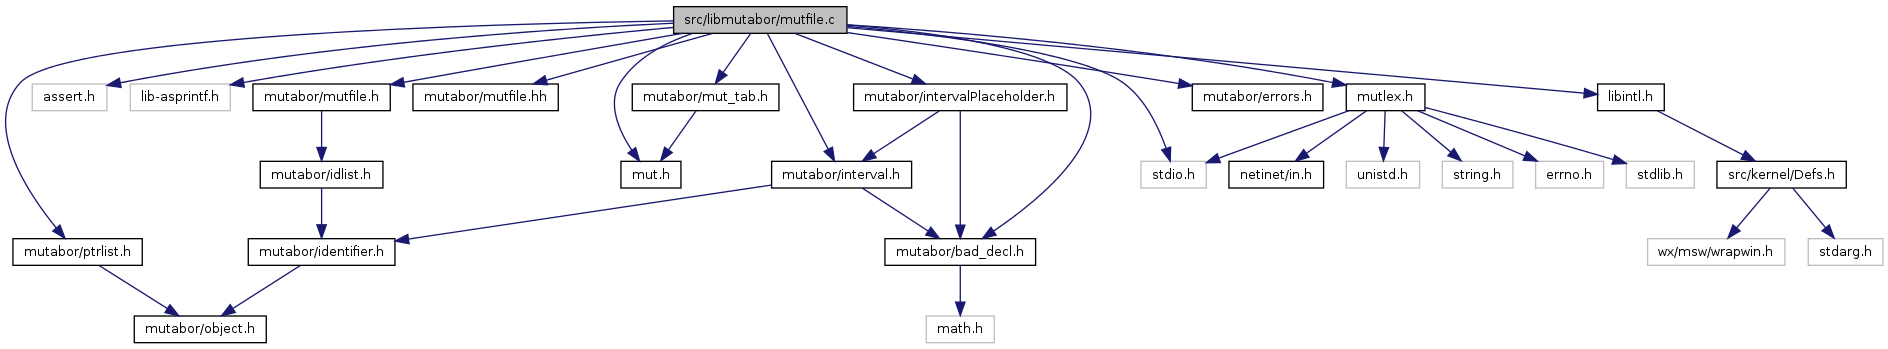 src/libmutabor/mutfile.c
assert.h
lib-asprintf.h
mutabor/mutfile.h
mutabor/mutfile.hh
mutabor/mut_tab.h
mutabor/intervalPlaceholder.h
mutabor/errors.h
mutlex.h
libintl.h
mutabor/idlist.h
mut.h
mutabor/interval.h
stdio.h
netinet/in.h
unistd.h
string.h
errno.h
stdlib.h
src/kernel/Defs.h
mutabor/ptrlist.h
mutabor/identifier.h
mutabor/bad_decl.h
wx/msw/wrapwin.h
stdarg.h
mutabor/object.h
math.h